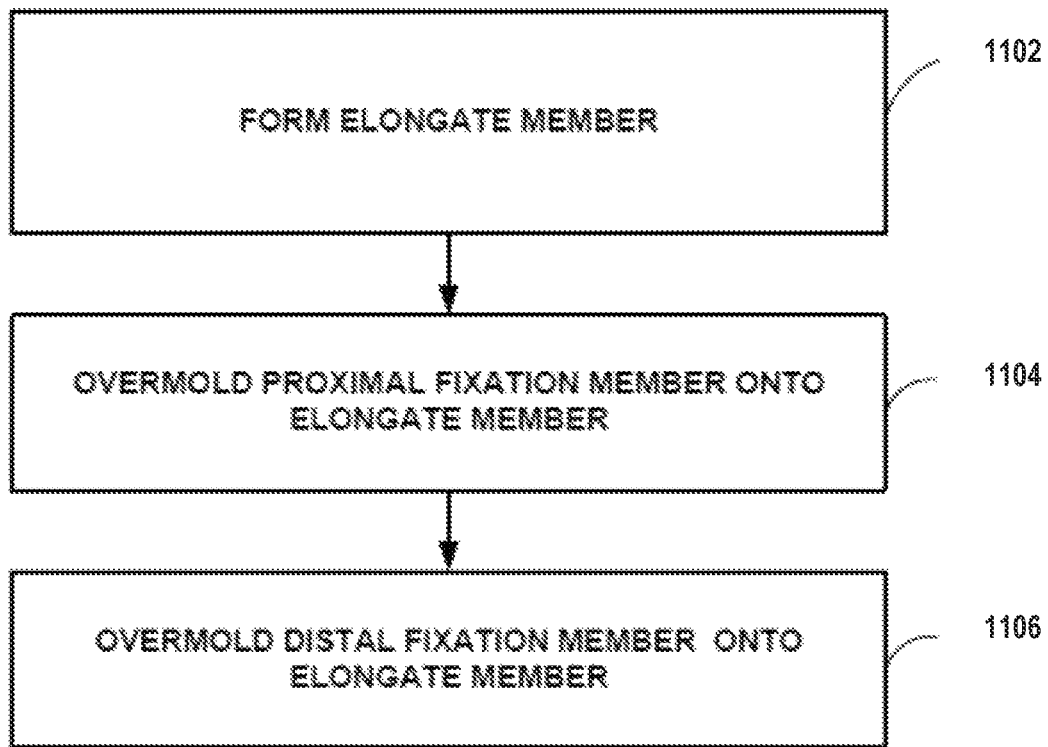 FORM ELONGATE MEMBER
1102
OVERMOLD PROXIMAL FIXATION MEMBER ONTO
ELONGATE MEMBER
1104
OVERMOLD DISTAL FIXATION MEMBER ONTO
ELONGATE MEMBER
1106